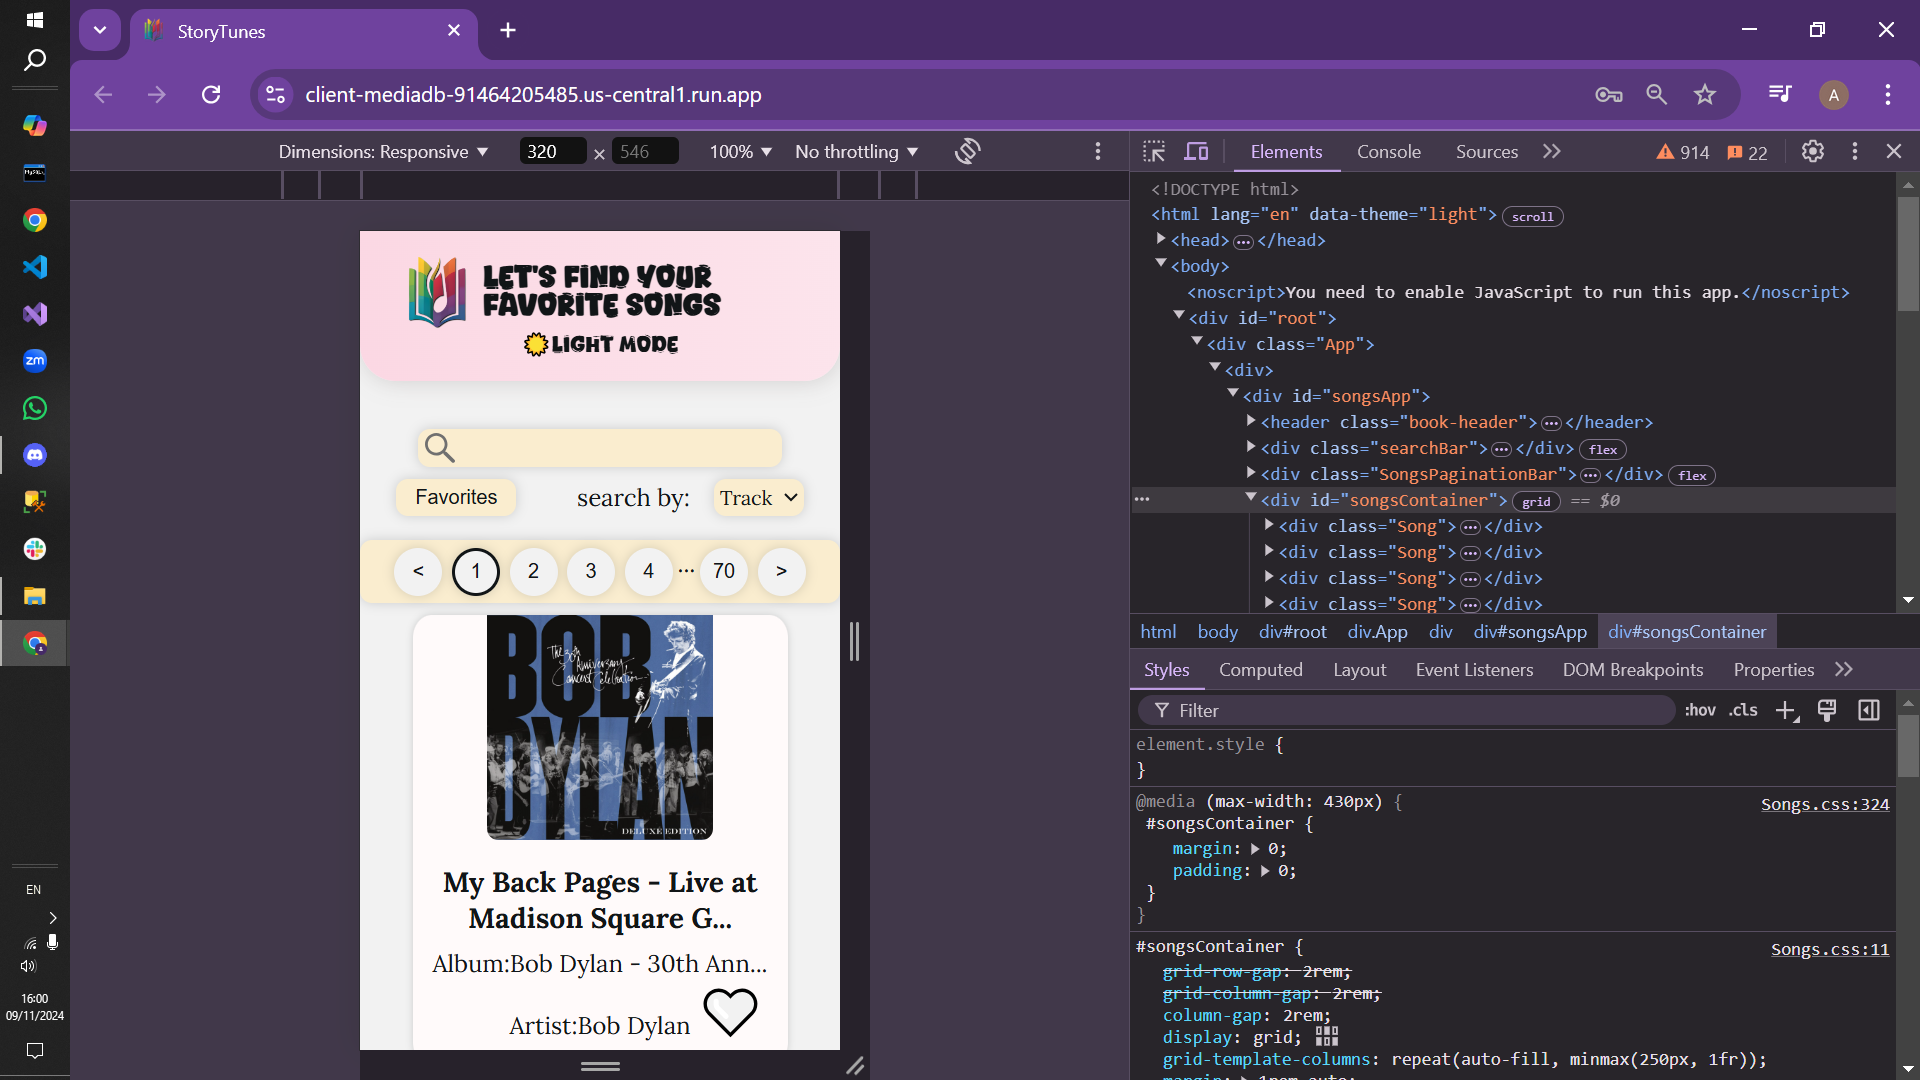 StoryTunes
client-mediadb-91464205485.us-central1.run.app
A
Dimensions: Responsive
320 × 546
100%
No throttling
Elements
Console
Sources
914
22
LET'S FIND YOUR
FAVORITE SONGS
LIGHT MODE
Favorites
search by:
Track
< 1 2 3 4 ... 70 >
BOB
The 30th Anniversary
Concert Celebration
DYLAN
DELUXE EDITION
My Back Pages - Live at
Madison Square G...
Album:Bob Dylan - 30th Ann...
Artist:Bob Dylan
<!DOCTYPE html>
<html lang="en" data-theme="light"> scroll
<head> ••• </head>
<body>
<noscript>You need to enable JavaScript to run this app.</noscript>
<div id="root">
<div class="App">
<div>
<div id="songsApp">
<header class="book-header"> ••• </header>
<div class="searchBar"> ••• </div> flex
<div class="SongsPaginationBar"> ••• </div> flex
••• <div id="songsContainer"> grid == $0
<div class="Song"> ••• </div>
<div class="Song"> ••• </div>
<div class="Song"> ••• </div>
<div class="Song"> ••• </div>
html body div#root div.App div div#songsApp div#songsContainer
Styles Computed Layout Event Listeners DOM Breakpoints Properties
Filter
:hov .cls
element.style {
}
@media (max-width: 430px) {
Songs.css:324
#songsContainer {
margin: 0;
padding: 0;
}
}
#songsContainer {
Songs.css:11
grid-row-gap: 2rem;
grid-column-gap: 2rem;
column-gap: 2rem;
display: grid;
grid-template-columns: repeat(auto-fill, minmax(250px, 1fr));
margin: 1rem auto;
MySQL
zm
EN
16:00
09/11/2024